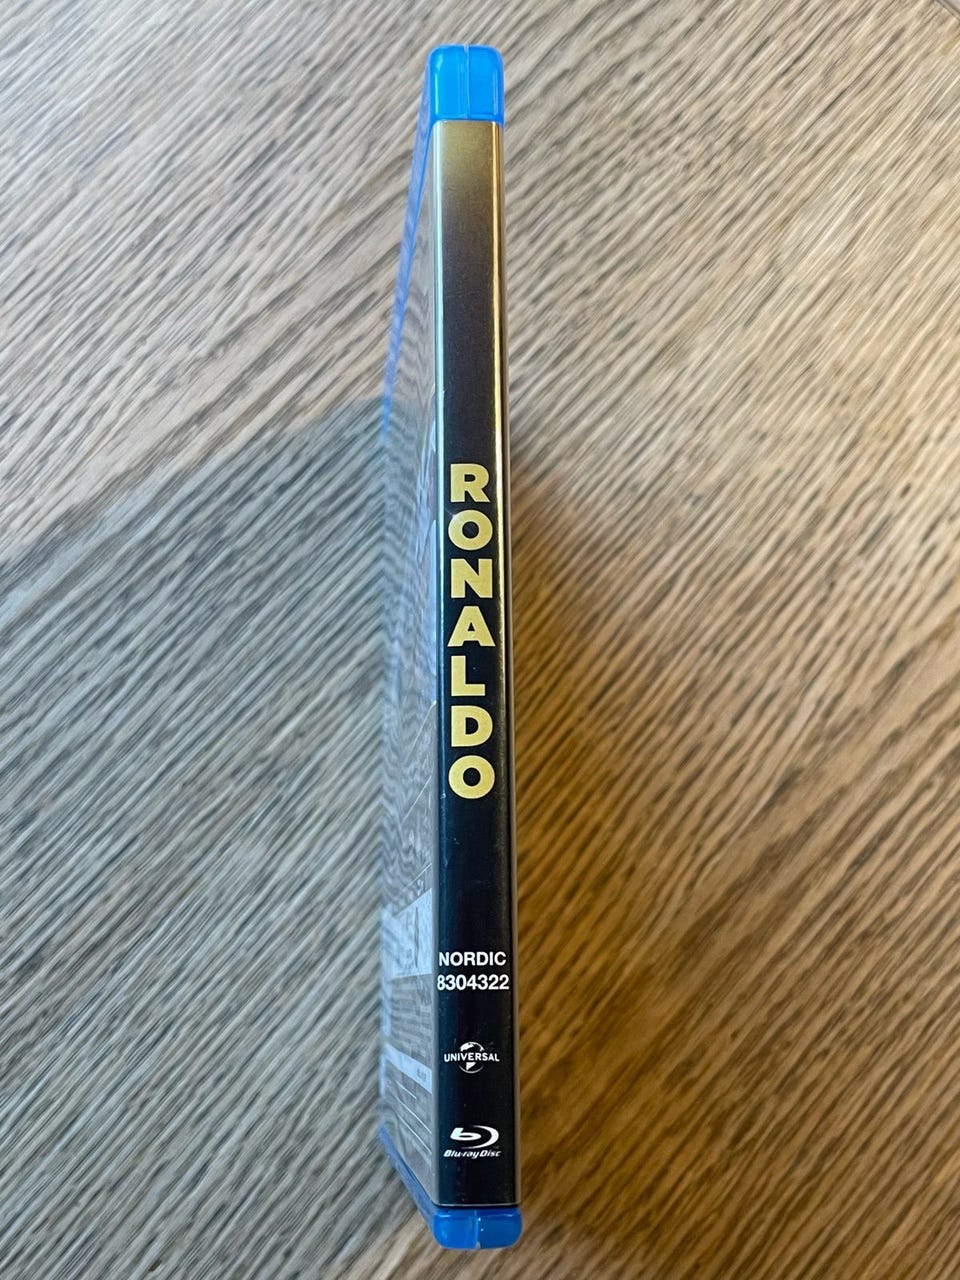 RONALDO
NORDIC
8304322
UNIVERSAL
Blu-ray Disc